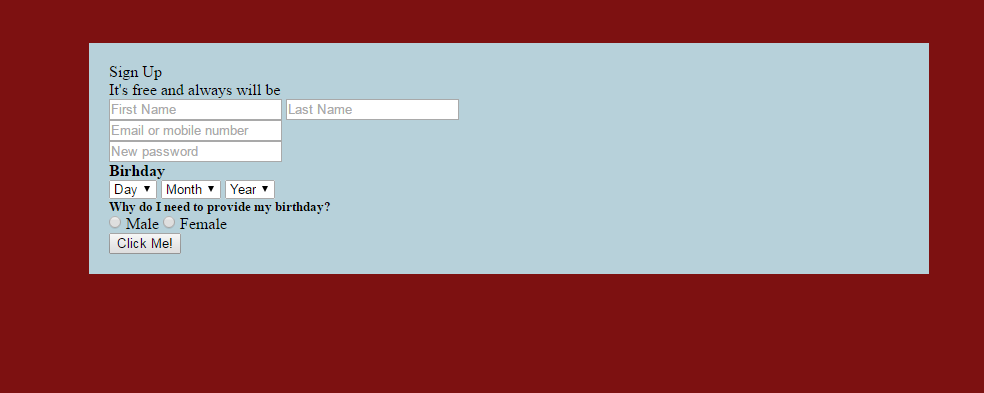 Sign Up
It's free and always will be
First Name Last Name
Email or mobile number
New password
Birhday
Day Month Year
Why do I need to provide my birthday?
Male Female
Click Me!